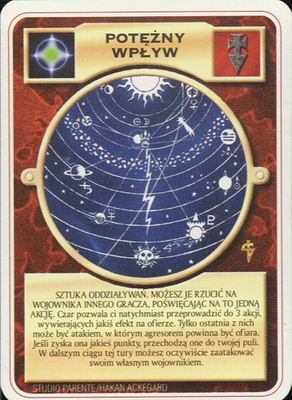 POTĘŻNY
WPŁYW
SZTUKA ODDZIAŁYWAŃ. MOŻESZ JE RZUCIĆ NA
WOJOWNIKA INNEGO GRACZA, POŚWIĘCAJĄC NA TO JEDNĄ
AKCJĘ. Czar pozwala ci natychmiast przeprowadzić do 3 akcji,
wywierających jakiś efekt na ofierze. Tylko ostatnia z nich
może być atakiem, w którym agresorem powinna być ofiara.
Jeśli zyska ona jakieś punkty, przechodzą one do twojej puli.
W dalszym ciągu tej tury możesz oczywiście zaatakować
swoim własnym wojownikiem.
STUDIO PARENTE/HAKAN ACKEGARD